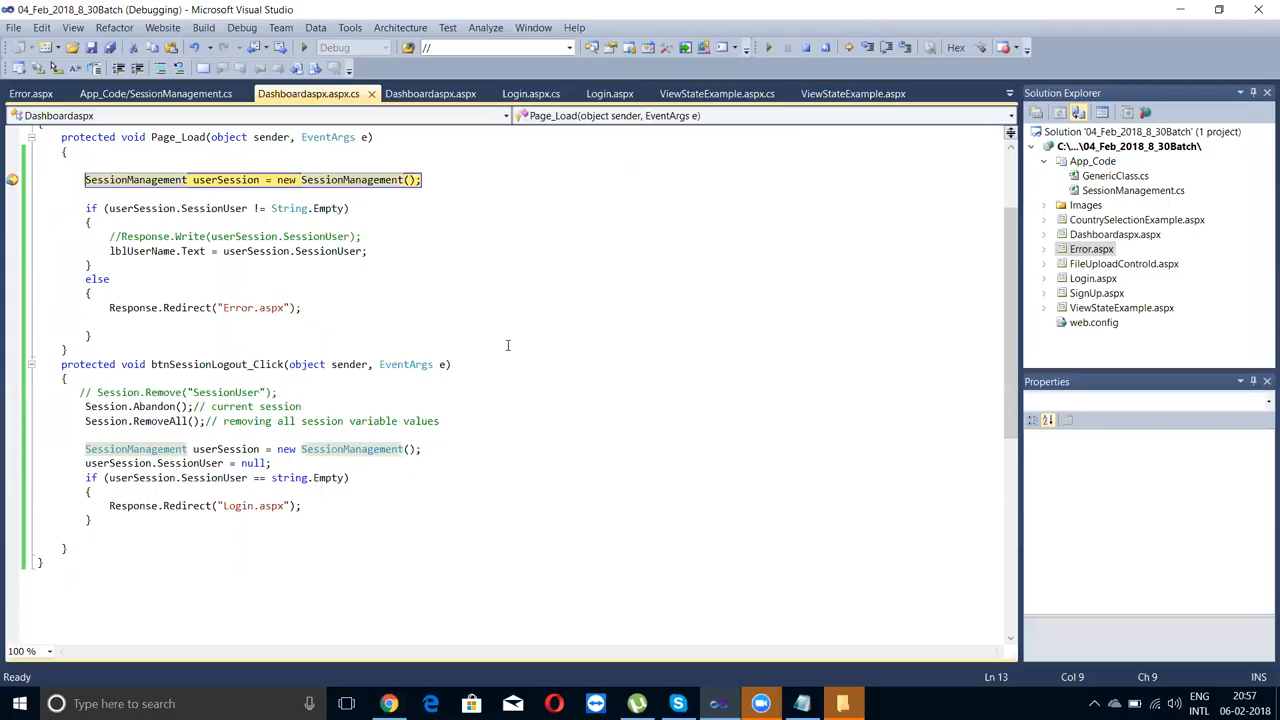 04_Feb_2018_8_30Batch (Debugging) - Microsoft Visual Studio
File Edit View Refactor Website Build Debug Team Data Tools Architecture Test Analyze Window Help
Debug // Hex
Error.aspx App_Code/SessionManagement.cs Dashboardaspx.aspx.cs Dashboardaspx.aspx Login.aspx.cs Login.aspx ViewStateExample.aspx.cs ViewStateExample.aspx
Dashboardaspx Page_Load(object sender, EventArgs e)
protected void Page_Load(object sender, EventArgs e)
{
SessionManagement userSession = new SessionManagement();
if (userSession.SessionUser != String.Empty)
{
//Response.Write(userSession.SessionUser);
lblUserName.Text = userSession.SessionUser;
}
else
{
Response.Redirect("Error.aspx");
}
}
protected void btnSessionLogout_Click(object sender, EventArgs e)
{
// Session.Remove("SessionUser");
Session.Abandon();// current session
Session.RemoveAll();// removing all session variable values
SessionManagement userSession = new SessionManagement();
userSession.SessionUser = null;
if (userSession.SessionUser == string.Empty)
{
Response.Redirect("Login.aspx");
}
}
}
100 %
Solution Explorer
Solution '04_Feb_2018_8_30Batch' (1 project)
C:\...\04_Feb_2018_8_30Batch\
App_Code
GenericClass.cs
SessionManagement.cs
Images
CountrySelectionExample.aspx
Dashboardaspx.aspx
Error.aspx
FileUploadControld.aspx
Login.aspx
SignUp.aspx
ViewStateExample.aspx
web.config
Properties
Ready Ln 13 Col 9 Ch 9 INS
Type here to search
ENG
INTL
20:57
06-02-2018